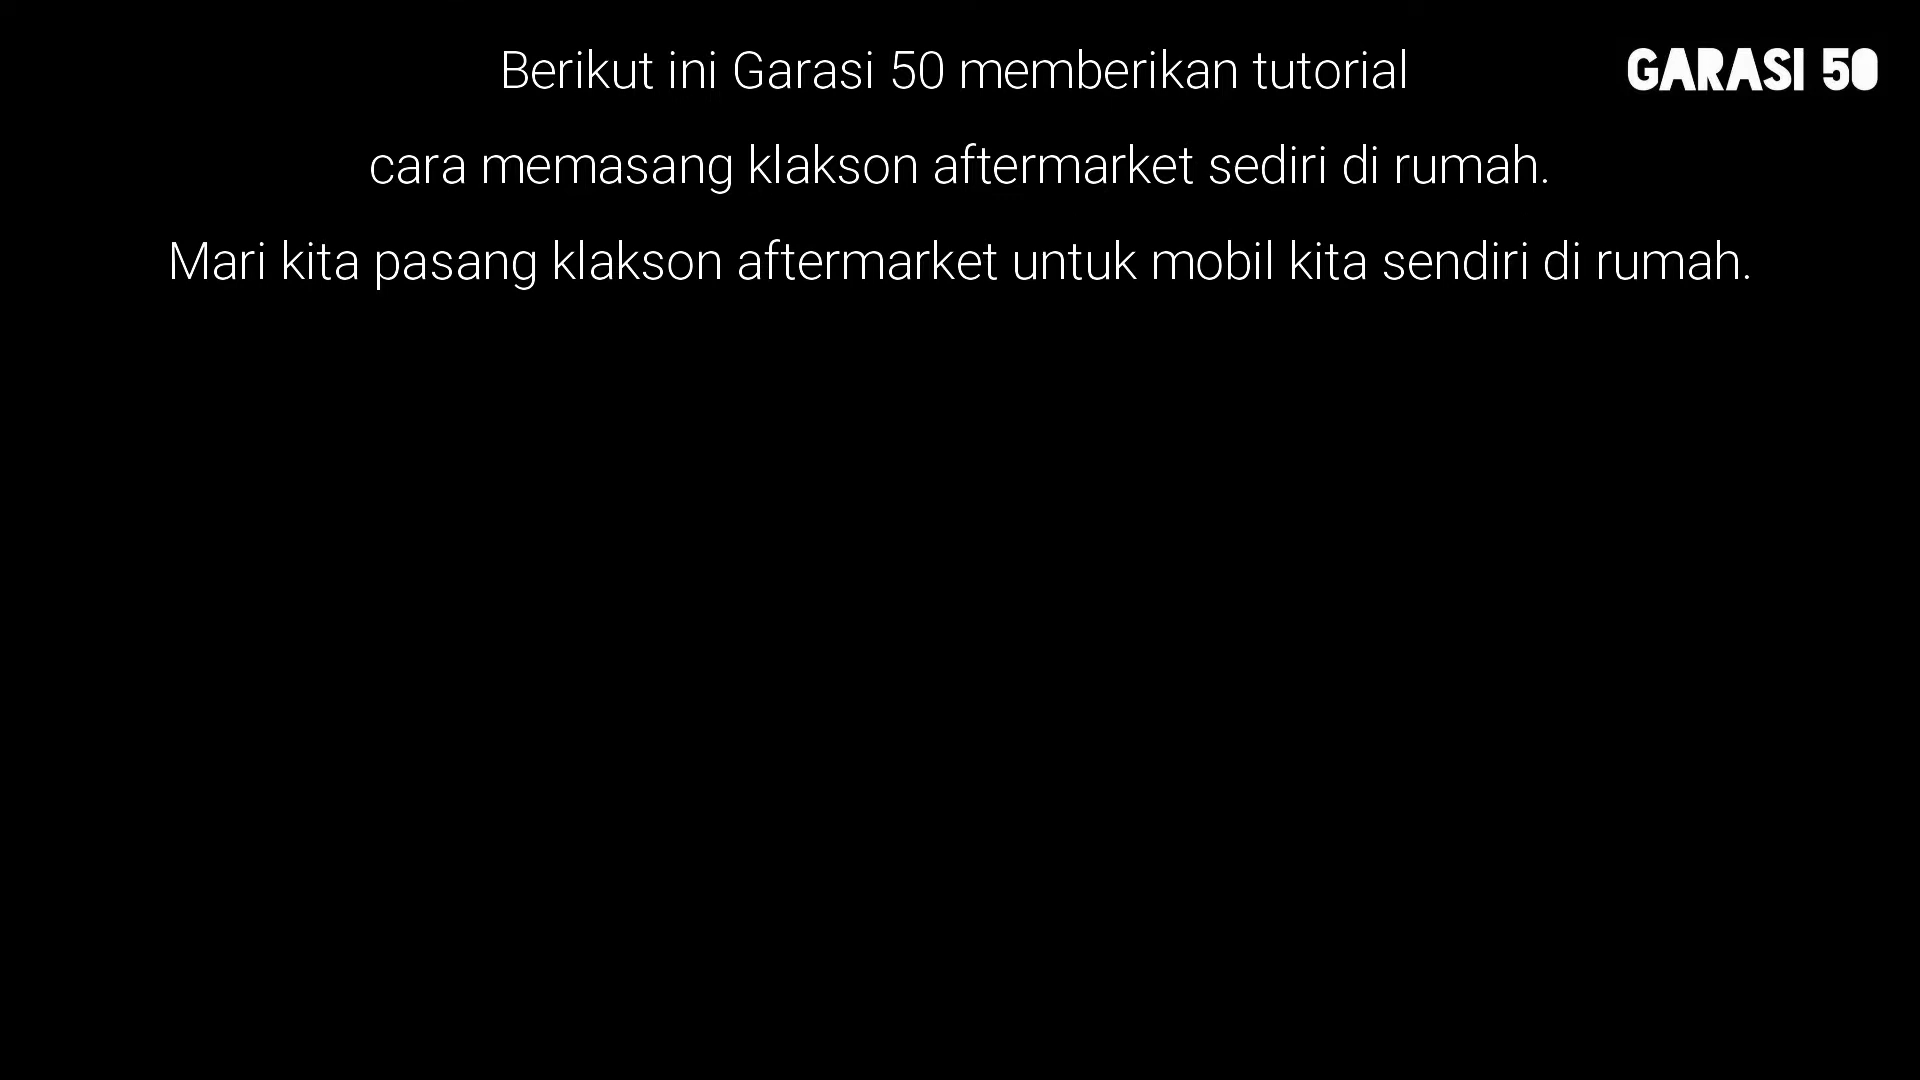 Berikut ini Garasi 50 memberikan tutorial
GARASI 50
cara memasang klakson aftermarket sediri di rumah.
Mari kita pasang klakson aftermarket untuk mobil kita sendiri di rumah.